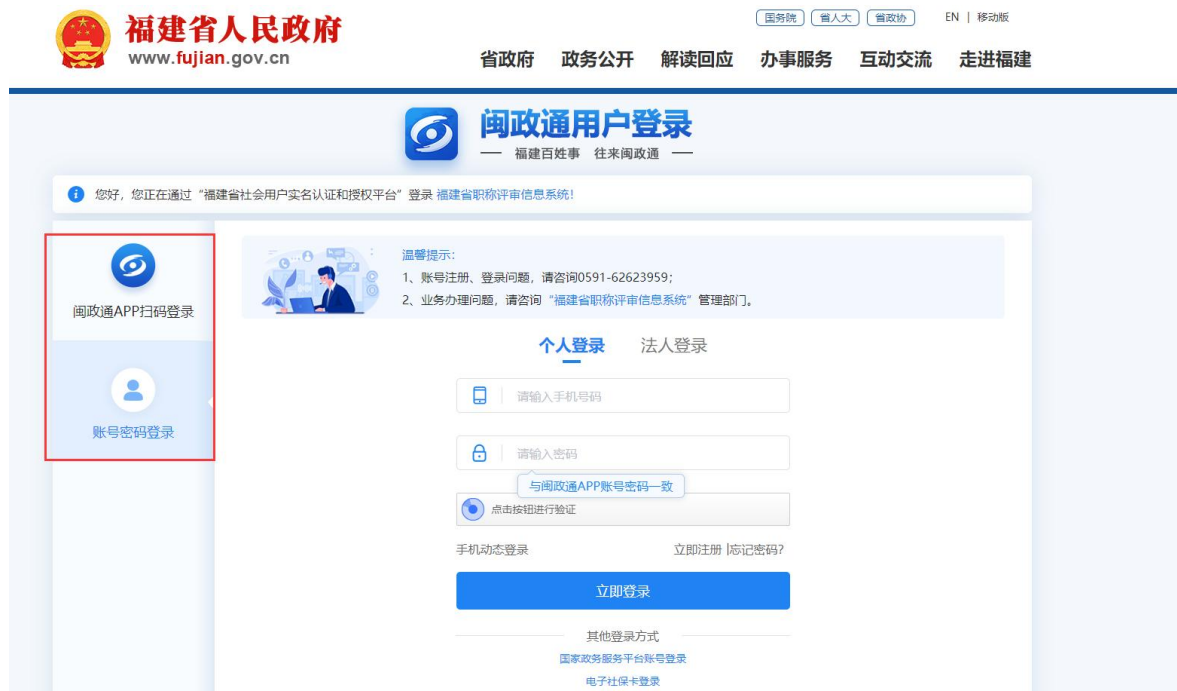 福建省人民政府
www.fujian.gov.cn
国务院 省人大 省政协 EN | 移动版
省政府 政务公开 解读回应 办事服务 互动交流 走进福建
闽政通用户登录
福建百姓事 往来闽政通
您好，您正在通过“福建省社会用户实名认证和授权平台”登录 福建省职称评审信息系统!
闽政通APP扫码登录
账号密码登录
温馨提示:
1、账号注册、登录问题，请咨询0591-62623959;
2、业务办理问题，请咨询“福建省职称评审信息系统”管理部门。
个人登录 法人登录
请输入手机号码
请输入密码
与闽政通APP账号密码一致
点击按钮进行验证
手机动态登录 立即注册 |忘记密码?
立即登录
其他登录方式
国家政务服务平台账号登录
电子社保卡登录